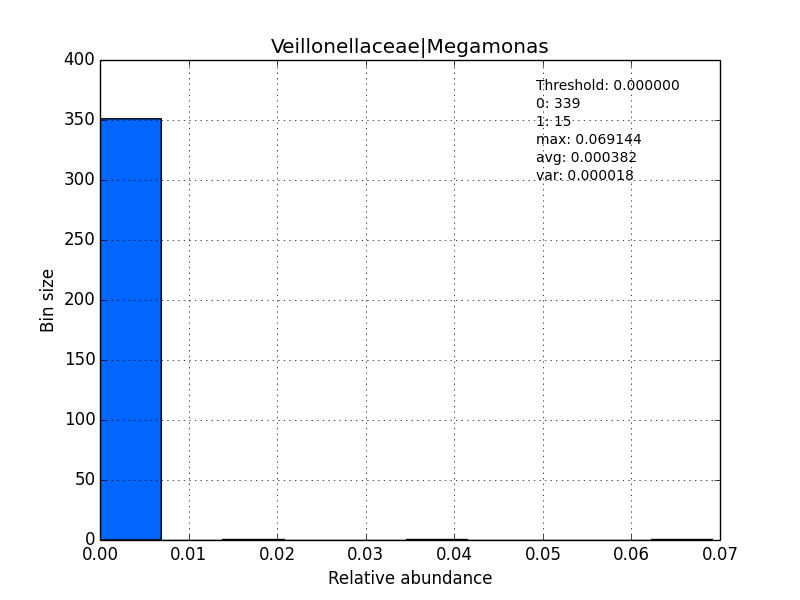 Veillonellaceae|Megamonas
400
350
300
250
200
150
100
50
0
Bin size
Threshold: 0.000000
0: 339
1: 15
max: 0.069144
avg: 0.000382
var: 0.000018
0.00 0.01 0.02 0.03 0.04 0.05 0.06 0.07
Relative abundance